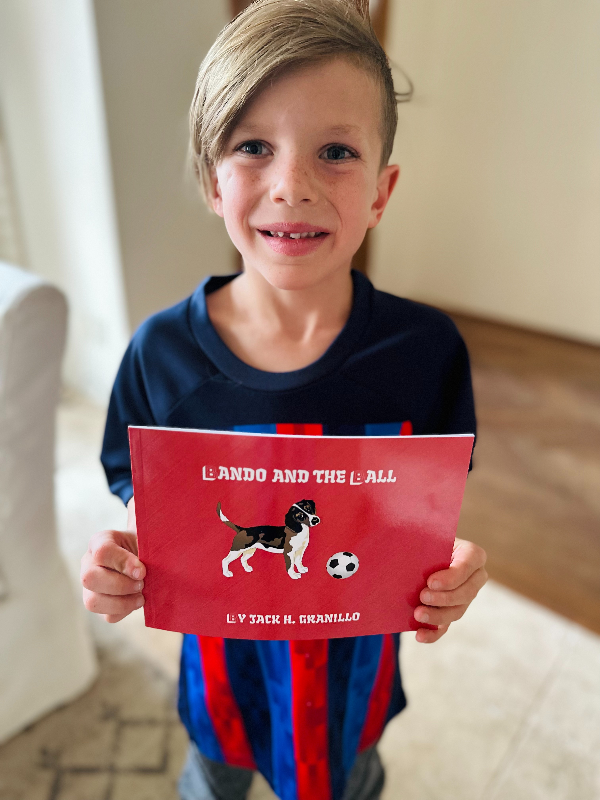 BANDO AND THE BALL
BY JACK H. GRANILLO